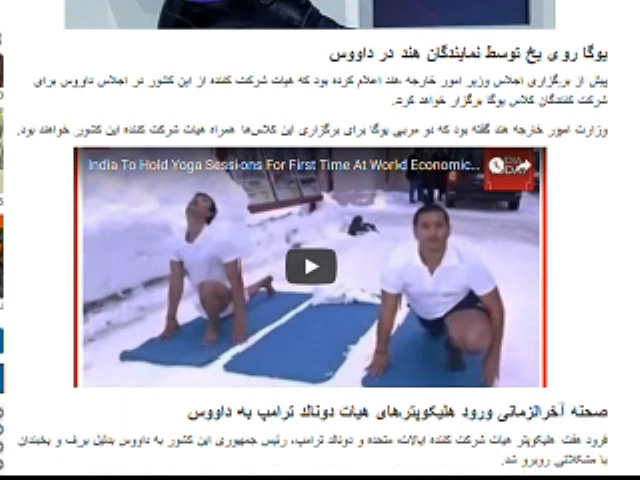 یوگا روی یخ توسط نمایندگان هند در داووس
پیش از برگزاری اجلاس وزیر امور خارجه هند اعلام کرده بود که هیات شرکت کننده از این کشور در اجلاس داووس برای
شرکت کنندگان کلاس یوگا برگزار خواهد کرد.
وزارت امور خارجه هند گفته بود که دو مربی یوگا برای برگزاری این کلاس‌ها همراه هیات شرکت کننده این کشور خواهند بود.
India To Hold Yoga Sessions For First Time At World Economic...
صحنه آخرالزمانی ورود هلیکوپترهای هیات دونالد ترامپ به داووس
فرود هفت هلیکوپتر هیات شرکت کننده ایالات متحده و دونالد ترامپ، رئیس جمهوری این کشور به داووس بدلیل برف و یخبندان
با مشکلاتی روبرو شد.